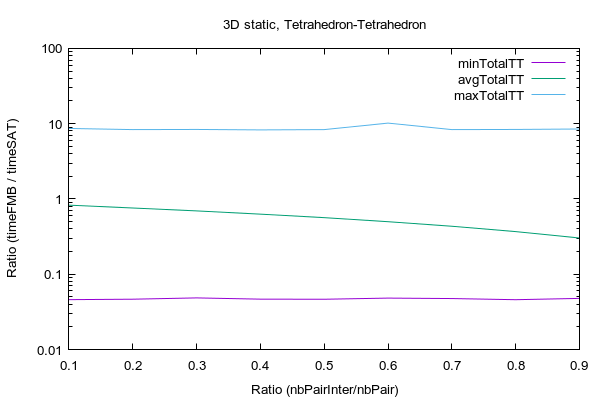 3D static, Tetrahedron-Tetrahedron
100
10
1
0.1
0.01
Ratio (timeFMB / timeSAT)
minTotalTT
avgTotalTT
maxTotalTT
0.1 0.2 0.3 0.4 0.5 0.6 0.7 0.8 0.9
Ratio (nbPairInter/nbPair)